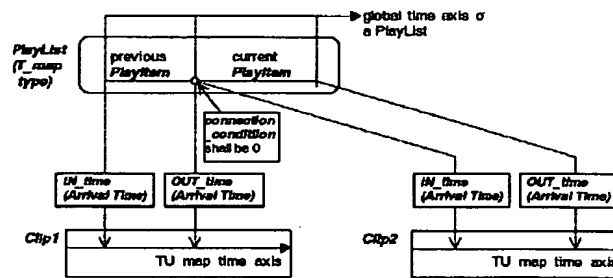 global time axis o
a PlayList
PlayList
(T_map
type)
previous
PlayItem
current
PlayItem
connection
_condition
shall be 0
IN_time
(Arrival Time)
OUT_time
(Arrival Time)
IN_time
(Arrival Time)
OUT_time
(Arrival Time)
Clip1
TU map time axis
Clip2
TU map time axis